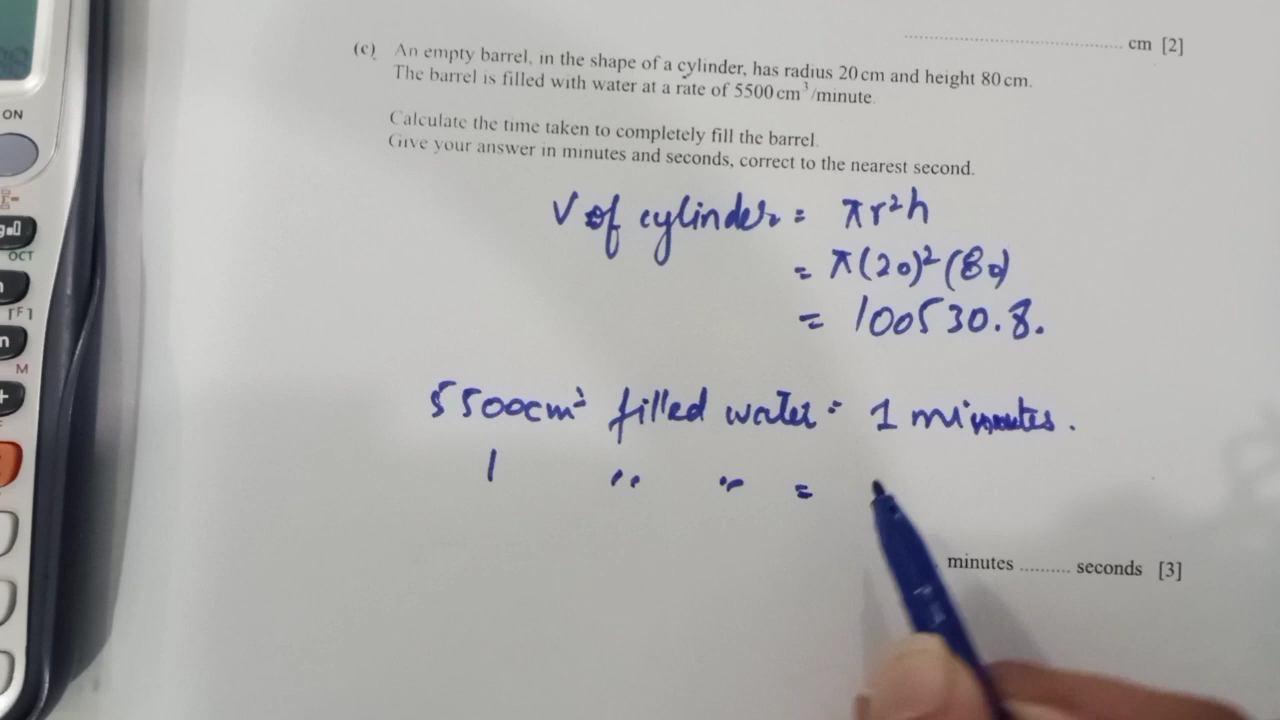 cm [2]
(c) An empty barrel, in the shape of a cylinder, has radius 20 cm and height 80 cm.
The barrel is filled with water at a rate of 5500 cm³/minute.
Calculate the time taken to completely fill the barrel.
Give your answer in minutes and seconds, correct to the nearest second.
V of cylinder = πr²h
= π(20)²(80)
= 100530.8.
5500cm³ filled water = 1 minutes.
1 " " =
minutes .......... seconds [3]
ON
OCT
M